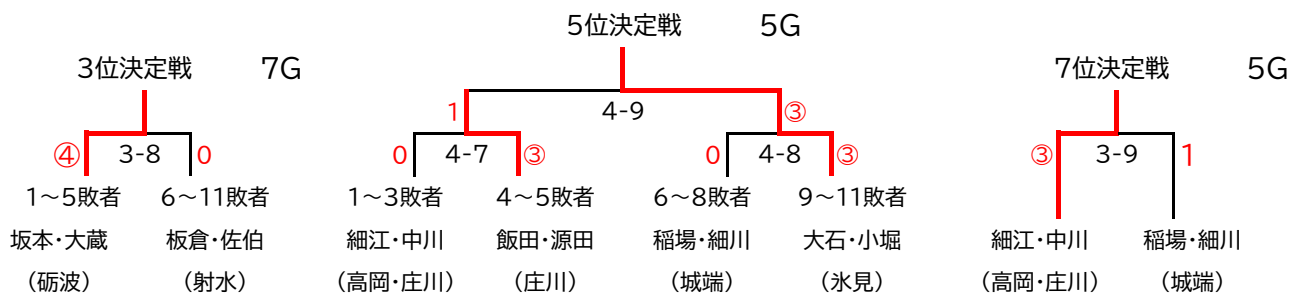 5位決定戦 5G
3位決定戦 7G
7位決定戦 5G
1 4-9 ③
④ 3-8 0
0 4-7 ③
0 4-8 ③
③ 3-9 1
1～5敗者 6～11敗者 1～3敗者 4～5敗者 6～8敗者 9～11敗者
坂本・大蔵 板倉・佐伯 細江・中川 飯田・源田 稲場・細川 大石・小堀 細江・中川 稲場・細川
（砺波） （射水） （高岡・庄川） （庄川） （城端） （氷見） （高岡・庄川） （城端）